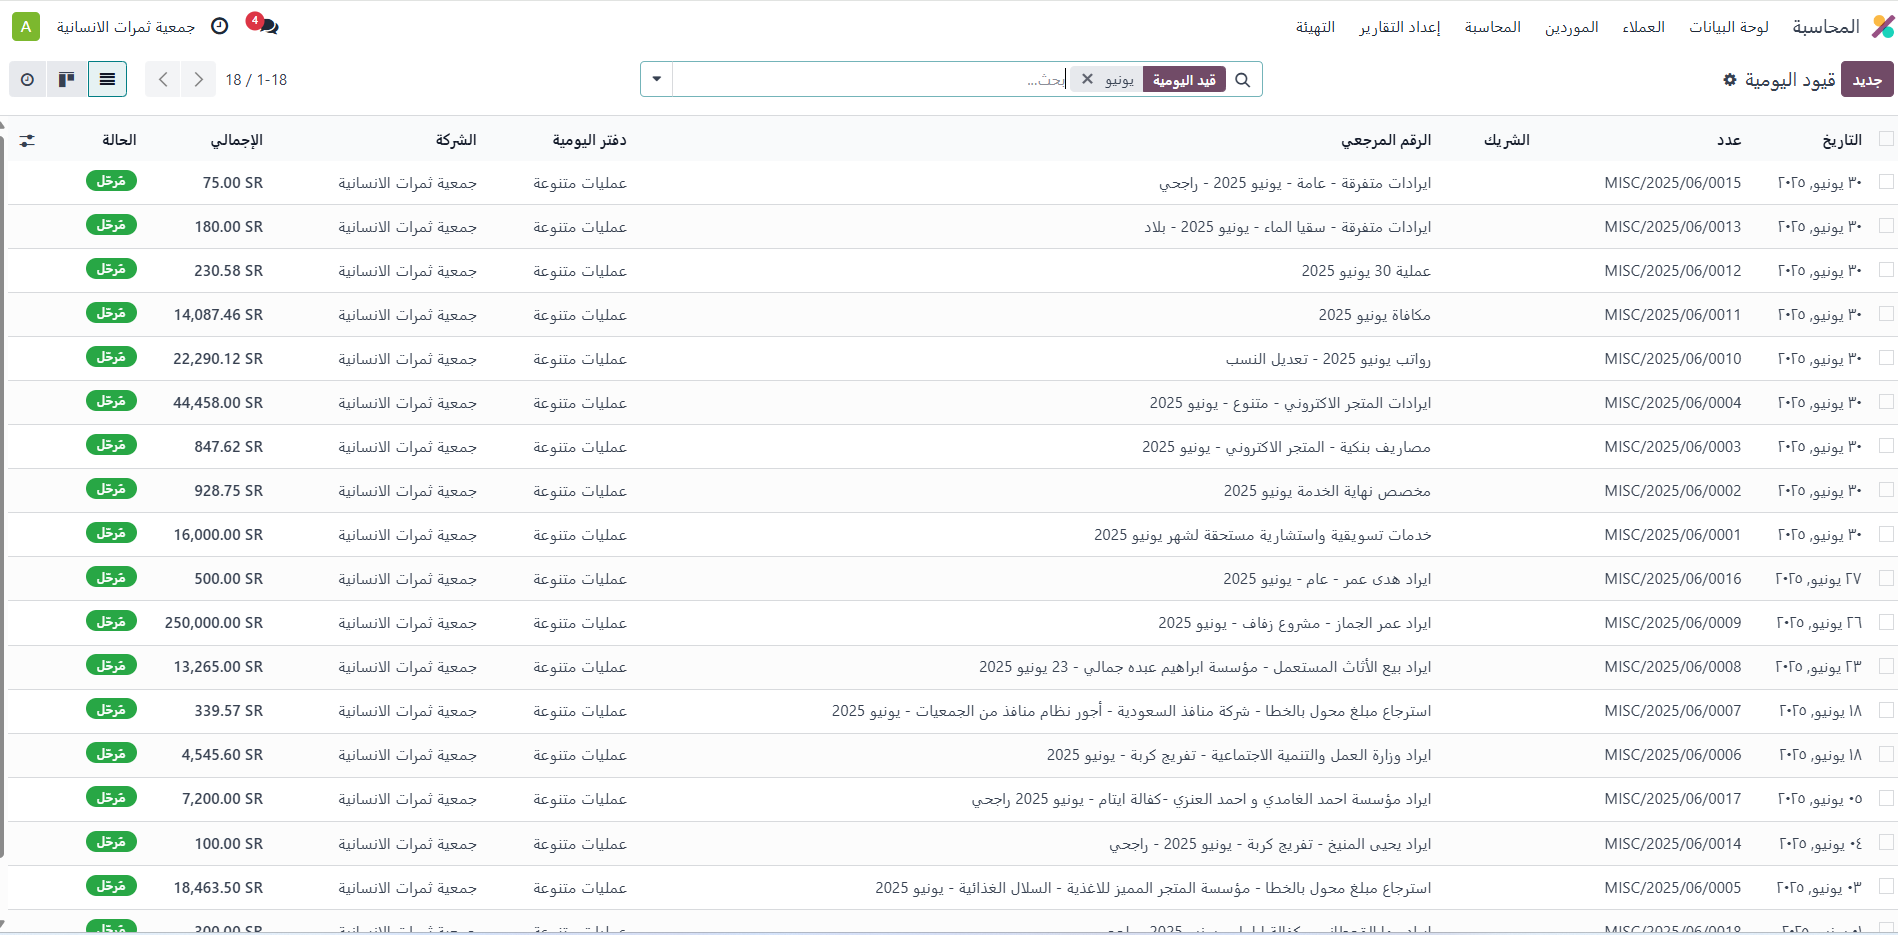 المحاسبة لوحة البيانات العملاء الموردين المحاسبة إعداد التقارير التهيئة 4 جمعية ثمرات الانسانية A
جديد قيود اليومية قيد اليومية يونيو بحث... 18 / 1-18
التاريخ عدد الشريك الرقم المرجعي دفتر اليومية الشركة الإجمالي الحالة
٣٠ يونيو, ٢٠٢٥ MISC/2025/06/0015 ايرادات متفرقة - عامة - يونيو 2025 - راجحي عمليات متنوعة جمعية ثمرات الانسانية 75.00 SR مُرحّل
٣٠ يونيو, ٢٠٢٥ MISC/2025/06/0013 ايرادات متفرقة - سقيا الماء - يونيو 2025 - بلاد عمليات متنوعة جمعية ثمرات الانسانية 180.00 SR مُرحّل
٣٠ يونيو, ٢٠٢٥ MISC/2025/06/0012 عملية 30 يونيو 2025 عمليات متنوعة جمعية ثمرات الانسانية 230.58 SR مُرحّل
٣٠ يونيو, ٢٠٢٥ MISC/2025/06/0011 مكافاة يونيو 2025 عمليات متنوعة جمعية ثمرات الانسانية 14,087.46 SR مُرحّل
٣٠ يونيو, ٢٠٢٥ MISC/2025/06/0010 رواتب يونيو 2025 - تعديل النسب عمليات متنوعة جمعية ثمرات الانسانية 22,290.12 SR مُرحّل
٣٠ يونيو, ٢٠٢٥ MISC/2025/06/0004 ايرادات المتجر الاكتروني - متنوع - يونيو 2025 عمليات متنوعة جمعية ثمرات الانسانية 44,458.00 SR مُرحّل
٣٠ يونيو, ٢٠٢٥ MISC/2025/06/0003 مصاريف بنكية - المتجر الاكتروني - يونيو 2025 عمليات متنوعة جمعية ثمرات الانسانية 847.62 SR مُرحّل
٣٠ يونيو, ٢٠٢٥ MISC/2025/06/0002 مخصص نهاية الخدمة يونيو 2025 عمليات متنوعة جمعية ثمرات الانسانية 928.75 SR مُرحّل
٣٠ يونيو, ٢٠٢٥ MISC/2025/06/0001 خدمات تسويقية واستشارية مستحقة لشهر يونيو 2025 عمليات متنوعة جمعية ثمرات الانسانية 16,000.00 SR مُرحّل
٢٧ يونيو, ٢٠٢٥ MISC/2025/06/0016 ايراد هدى عمر - عام - يونيو 2025 عمليات متنوعة جمعية ثمرات الانسانية 500.00 SR مُرحّل
٢٦ يونيو, ٢٠٢٥ MISC/2025/06/0009 ايراد عمر الجماز - مشروع زفاف - يونيو 2025 عمليات متنوعة جمعية ثمرات الانسانية 250,000.00 SR مُرحّل
٢٣ يونيو, ٢٠٢٥ MISC/2025/06/0008 ايراد بيع الأثاث المستعمل - مؤسسة ابراهيم عبده جمالي - 23 يونيو 2025 عمليات متنوعة جمعية ثمرات الانسانية 13,265.00 SR مُرحّل
١٨ يونيو, ٢٠٢٥ MISC/2025/06/0007 استرجاع مبلغ محول بالخطا - شركة منافذ السعودية - أجور نظام منافذ من الجمعيات - يونيو 2025 عمليات متنوعة جمعية ثمرات الانسانية 339.57 SR مُرحّل
١٨ يونيو, ٢٠٢٥ MISC/2025/06/0006 ايراد وزارة العمل والتنمية الاجتماعية - تفريج كربة - يونيو 2025 عمليات متنوعة جمعية ثمرات الانسانية 4,545.60 SR مُرحّل
٠٥ يونيو, ٢٠٢٥ MISC/2025/06/0017 ايراد مؤسسة احمد الغامدي و احمد العنزي -كفالة ايتام - يونيو 2025 راجحي عمليات متنوعة جمعية ثمرات الانسانية 7,200.00 SR مُرحّل
٠٤ يونيو, ٢٠٢٥ MISC/2025/06/0014 ايراد يحيى المنيخ - تفريج كربة - يونيو 2025 - راجحي عمليات متنوعة جمعية ثمرات الانسانية 100.00 SR مُرحّل
٠٣ يونيو, ٢٠٢٥ MISC/2025/06/0005 استرجاع مبلغ محول بالخطا - مؤسسة المتجر المميز للاغذية - السلال الغذائية - يونيو 2025 عمليات متنوعة جمعية ثمرات الانسانية 18,463.50 SR مُرحّل
MISC/2025/06/0018 عمليات متنوعة جمعية ثمرات الانسانية 300.00 SR مُرحّل